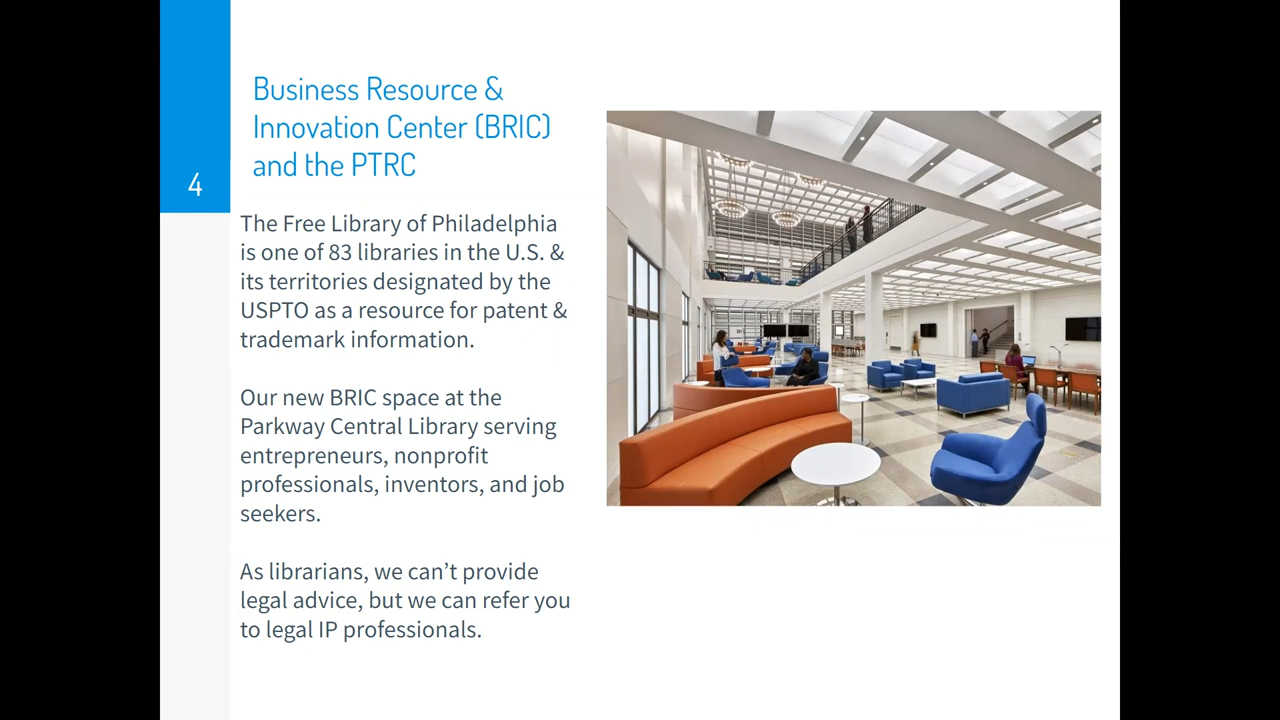 4
Business Resource &
Innovation Center (BRIC)
and the PTRC
The Free Library of Philadelphia
is one of 83 libraries in the U.S. &
its territories designated by the
USPTO as a resource for patent &
trademark information.
Our new BRIC space at the
Parkway Central Library serving
entrepreneurs, nonprofit
professionals, inventors, and job
seekers.
As librarians, we can’t provide
legal advice, but we can refer you
to legal IP professionals.